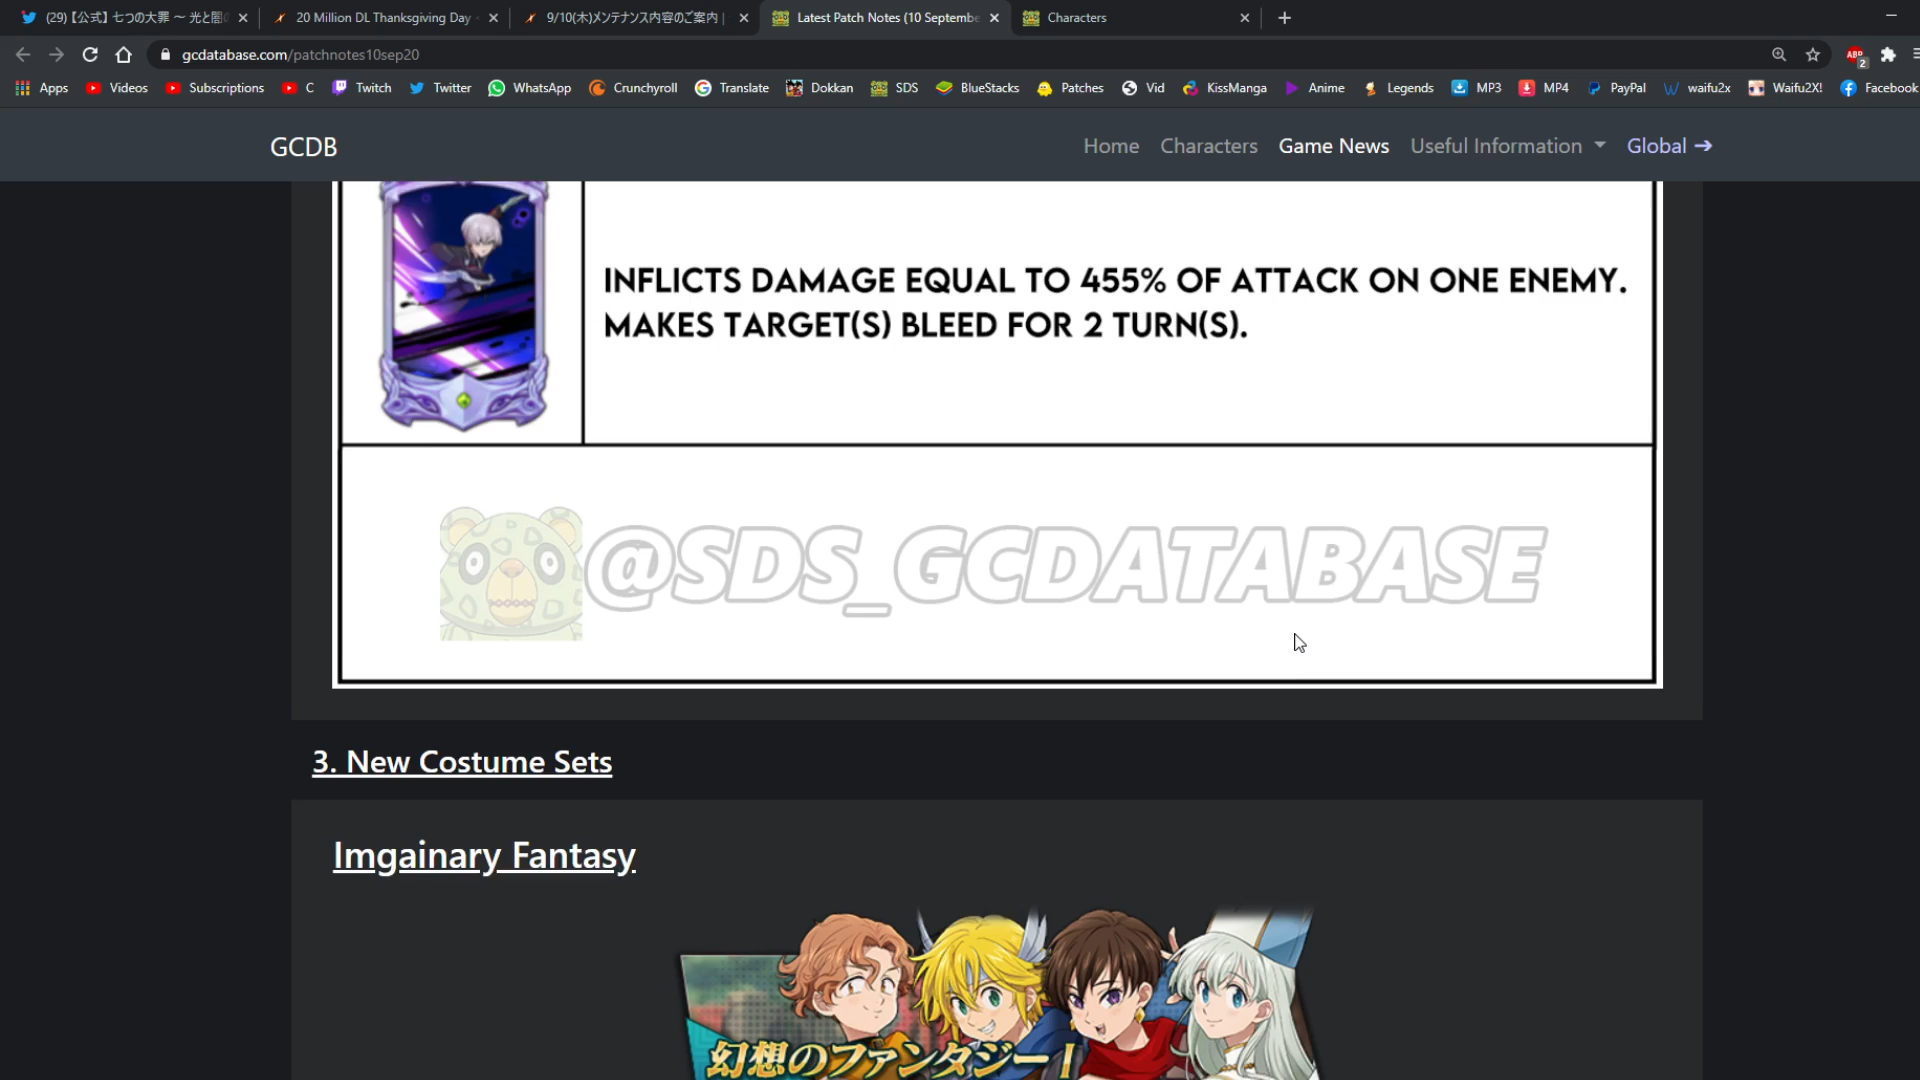 (29) 【公式】七つの大罪 ～ 光と闇の
20 Million DL Thanksgiving Day
9/10(木)メンテナンス内容のご案内 |
Latest Patch Notes (10 Septembe
Characters
gcdatabase.com/patchnotes10sep20
ABP
2
Apps
Videos
Subscriptions
C
Twitch
Twitter
WhatsApp
Crunchyroll
Translate
Dokkan
SDS
BlueStacks
Patches
Vid
KissManga
Anime
Legends
MP3
MP4
PayPal
waifu2x
Waifu2X!
Facebook
GCDB
Home
Characters
Game News
Useful Information
Global →
INFLICTS DAMAGE EQUAL TO 455% OF ATTACK ON ONE ENEMY.
MAKES TARGET(S) BLEED FOR 2 TURN(S).
@SDS_GCDATABASE
3. New Costume Sets
Imgainary Fantasy
幻想のファンタジーI